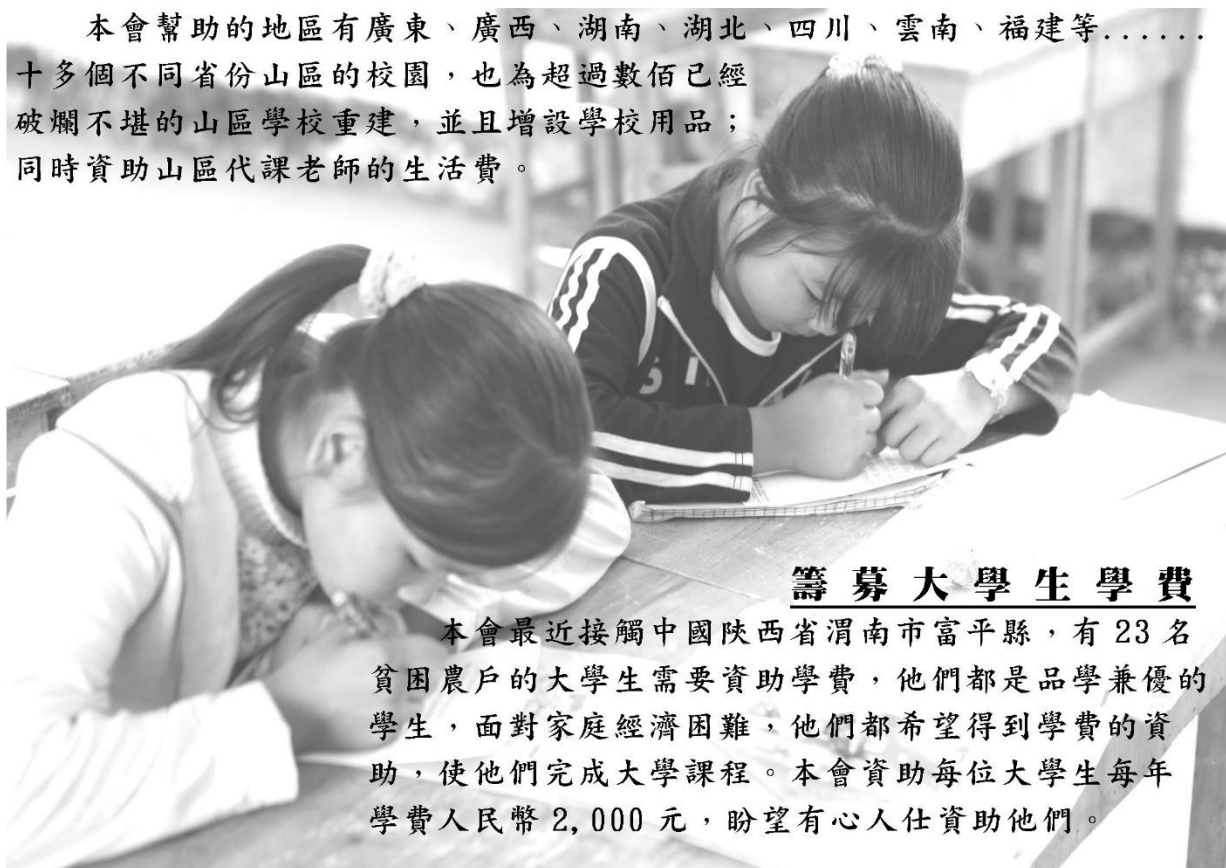 本會幫助的地區有廣東、廣西、湖南、湖北、四川、雲南、福建等......
十多個不同省份山區的校園，也為超過數佰已經
破爛不堪的山區學校重建，並且增設學校用品；
同時資助山區代課老師的生活費。
籌募大學生學費
本會最近接觸中國陜西省渭南市富平縣，有 23 名
貧困農戶的大學生需要資助學費，他們都是品學兼優的
學生，面對家庭經濟困難，他們都希望得到學費的資
助，使他們完成大學課程。本會資助每位大學生每年
學費人民幣 2,000 元，盼望有心人仕資助他們。